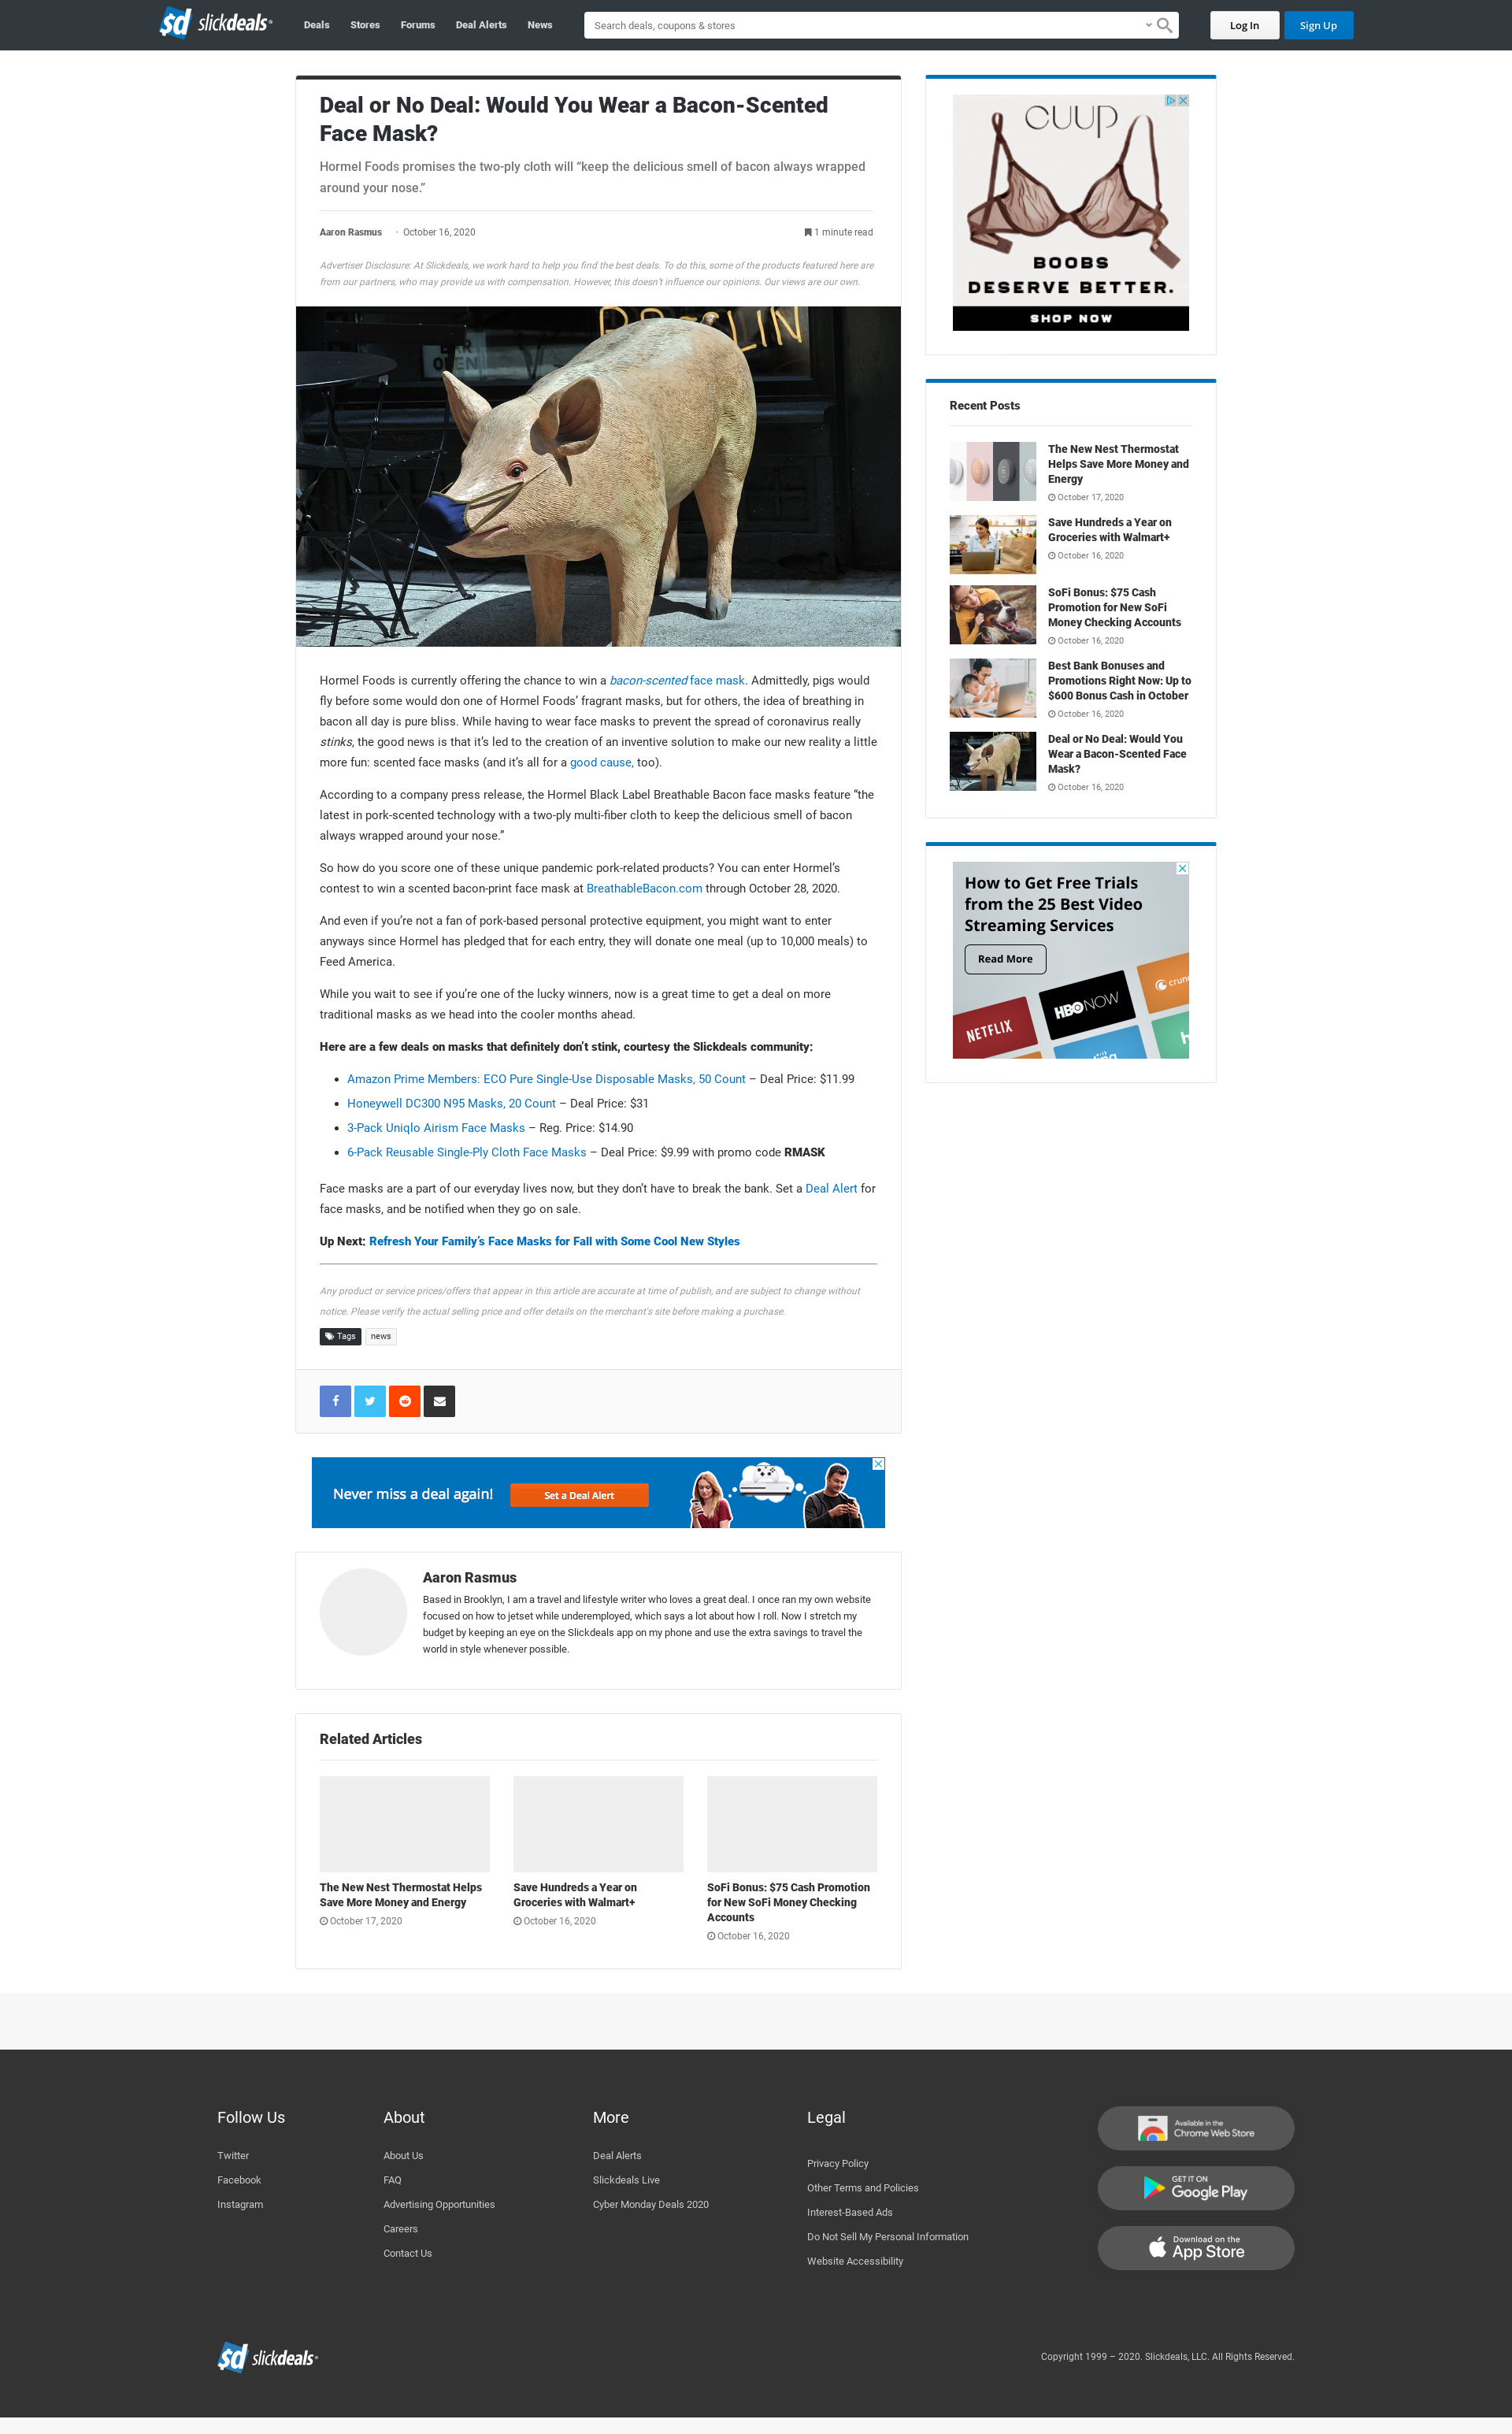 sd slickdeals
Deals
Stores
Forums
Deal Alerts
News
Search deals, coupons & stores
Log In
Sign Up
Deal or No Deal: Would You Wear a Bacon-Scented
Face Mask?
Hormel Foods promises the two-ply cloth will “keep the delicious smell of bacon always wrapped
around your nose.”
Aaron Rasmus
October 16, 2020
1 minute read
Advertiser Disclosure: At Slickdeals, we work hard to help you find the best deals. To do this, some of the products featured here are
from our partners, who may provide us with compensation. However, this doesn’t influence our opinions. Our views are our own.
BAR
OPEN
Hormel Foods is currently offering the chance to win a bacon-scented face mask. Admittedly, pigs would
fly before some would don one of Hormel Foods’ fragrant masks, but for others, the idea of breathing in
bacon all day is pure bliss. While having to wear face masks to prevent the spread of coronavirus really
stinks, the good news is that it’s led to the creation of an inventive solution to make our new reality a little
more fun: scented face masks (and it’s all for a good cause, too).
According to a company press release, the Hormel Black Label Breathable Bacon face masks feature “the
latest in pork-scented technology with a two-ply multi-fiber cloth to keep the delicious smell of bacon
always wrapped around your nose.”
So how do you score one of these unique pandemic pork-related products? You can enter Hormel’s
contest to win a scented bacon-print face mask at BreathableBacon.com through October 28, 2020.
And even if you’re not a fan of pork-based personal protective equipment, you might want to enter
anyways since Hormel has pledged that for each entry, they will donate one meal (up to 10,000 meals) to
Feed America.
While you wait to see if you’re one of the lucky winners, now is a great time to get a deal on more
traditional masks as we head into the cooler months ahead.
Here are a few deals on masks that definitely don’t stink, courtesy the Slickdeals community:
Amazon Prime Members: ECO Pure Single-Use Disposable Masks, 50 Count – Deal Price: $11.99
Honeywell DC300 N95 Masks, 20 Count – Deal Price: $31
3-Pack Uniqlo Airism Face Masks – Reg. Price: $14.90
6-Pack Reusable Single-Ply Cloth Face Masks – Deal Price: $9.99 with promo code RMASK
Face masks are a part of our everyday lives now, but they don’t have to break the bank. Set a Deal Alert for
face masks, and be notified when they go on sale.
Up Next: Refresh Your Family’s Face Masks for Fall with Some Cool New Styles
Any product or service prices/offers that appear in this article are accurate at time of publish, and are subject to change without
notice. Please verify the actual selling price and offer details on the merchant's site before making a purchase.
Tags
news
Never miss a deal again!
Set a Deal Alert
Aaron Rasmus
Based in Brooklyn, I am a travel and lifestyle writer who loves a great deal. I once ran my own website
focused on how to jetset while underemployed, which says a lot about how I roll. Now I stretch my
budget by keeping an eye on the Slickdeals app on my phone and use the extra savings to travel the
world in style whenever possible.
Related Articles
The New Nest Thermostat Helps
Save More Money and Energy
October 17, 2020
Save Hundreds a Year on
Groceries with Walmart+
October 16, 2020
SoFi Bonus: $75 Cash Promotion
for New SoFi Money Checking
Accounts
October 16, 2020
CUUP
BOOBS
DESERVE BETTER.
SHOP NOW
Recent Posts
The New Nest Thermostat
Helps Save More Money and
Energy
October 17, 2020
Save Hundreds a Year on
Groceries with Walmart+
October 16, 2020
SoFi Bonus: $75 Cash
Promotion for New SoFi
Money Checking Accounts
October 16, 2020
Best Bank Bonuses and
Promotions Right Now: Up to
$600 Bonus Cash in October
October 16, 2020
Deal or No Deal: Would You
Wear a Bacon-Scented Face
Mask?
October 16, 2020
How to Get Free Trials
from the 25 Best Video
Streaming Services
Read More
NETFLIX
HBO NOW
Follow Us
Twitter
Facebook
Instagram
About
About Us
FAQ
Advertising Opportunities
Careers
Contact Us
More
Deal Alerts
Slickdeals Live
Cyber Monday Deals 2020
Legal
Privacy Policy
Other Terms and Policies
Interest-Based Ads
Do Not Sell My Personal Information
Website Accessibility
Available in the
Chrome Web Store
GET IT ON
Google Play
Download on the
App Store
sd slickdeals
Copyright 1999 – 2020. Slickdeals, LLC. All Rights Reserved.